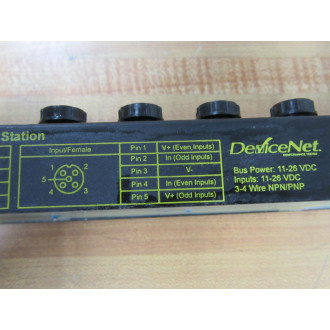 Station
Input/Female
1
2
3
4
5
Pin 1 V+ (Even Inputs)
Pin 2 In (Odd Inputs)
Pin 3 V-
Pin 4 In (Even Inputs)
Pin 5 V+ (Odd Inputs)
DeviceNet
Bus Power: 11-26 VDC
Inputs: 11-26 VDC
3-4 Wire NPN/PNP